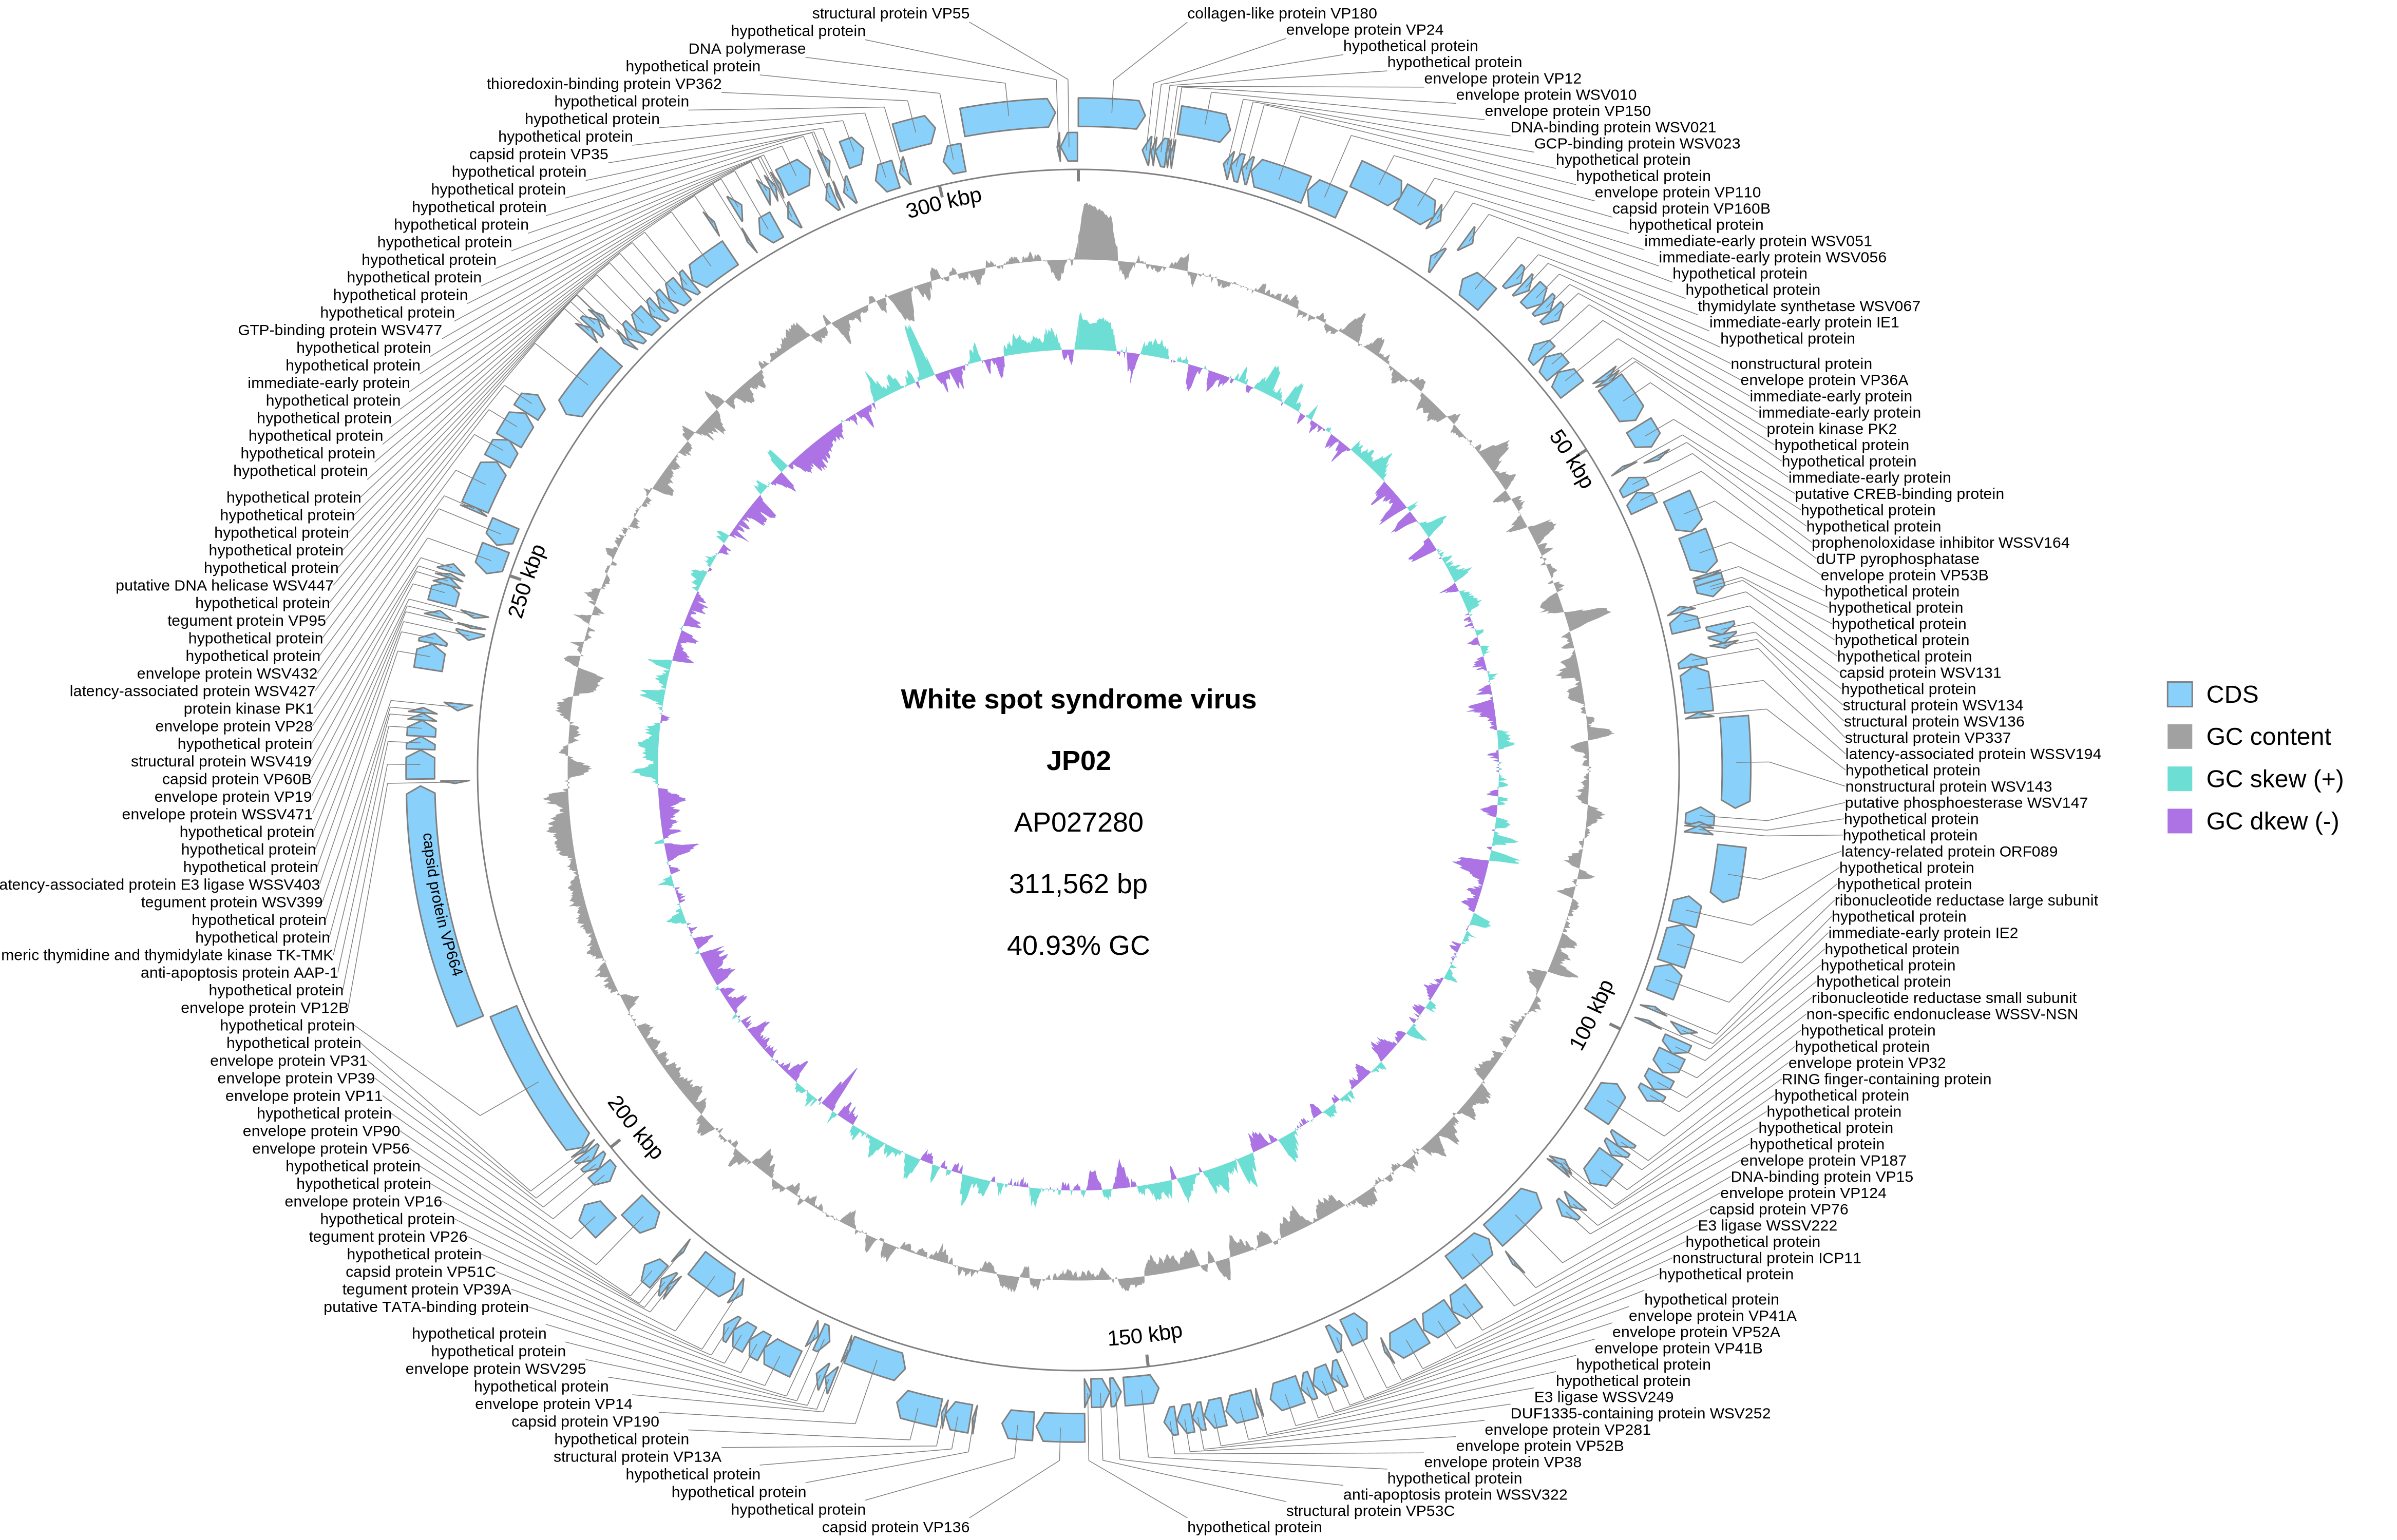 structural protein VP55
hypothetical protein
DNA polymerase
hypothetical protein
thioredoxin-binding protein VP362
hypothetical protein
hypothetical protein
hypothetical protein
capsid protein VP35
hypothetical protein
hypothetical protein
hypothetical protein
hypothetical protein
hypothetical protein
hypothetical protein
hypothetical protein
hypothetical protein
hypothetical protein
GTP-binding protein WSV477
hypothetical protein
hypothetical protein
immediate-early protein
hypothetical protein
hypothetical protein
hypothetical protein
hypothetical protein
hypothetical protein
hypothetical protein
hypothetical protein
hypothetical protein
hypothetical protein
hypothetical protein
putative DNA helicase WSV447
hypothetical protein
tegument protein VP95
hypothetical protein
hypothetical protein
envelope protein WSV432
latency-associated protein WSV427
protein kinase PK1
envelope protein VP28
hypothetical protein
structural protein WSV419
capsid protein VP60B
envelope protein VP19
envelope protein WSSV471
hypothetical protein
hypothetical protein
hypothetical protein
atency-associated protein E3 ligase WSSV403
tegument protein WSV399
hypothetical protein
hypothetical protein
meric thymidine and thymidylate kinase TK-TMK
anti-apoptosis protein AAP-1
hypothetical protein
envelope protein VP12B
hypothetical protein
hypothetical protein
envelope protein VP31
envelope protein VP39
envelope protein VP11
hypothetical protein
envelope protein VP90
envelope protein VP56
hypothetical protein
hypothetical protein
envelope protein VP16
hypothetical protein
tegument protein VP26
hypothetical protein
capsid protein VP51C
tegument protein VP39A
putative TATA-binding protein
hypothetical protein
hypothetical protein
envelope protein WSV295
hypothetical protein
envelope protein VP14
capsid protein VP190
hypothetical protein
structural protein VP13A
hypothetical protein
hypothetical protein
hypothetical protein
capsid protein VP136
collagen-like protein VP180
envelope protein VP24
hypothetical protein
hypothetical protein
envelope protein VP12
envelope protein WSV010
envelope protein VP150
DNA-binding protein WSV021
GCP-binding protein WSV023
hypothetical protein
hypothetical protein
envelope protein VP110
capsid protein VP160B
hypothetical protein
immediate-early protein WSV051
immediate-early protein WSV056
hypothetical protein
hypothetical protein
thymidylate synthetase WSV067
immediate-early protein IE1
hypothetical protein
nonstructural protein
envelope protein VP36A
immediate-early protein
immediate-early protein
protein kinase PK2
hypothetical protein
hypothetical protein
immediate-early protein
putative CREB-binding protein
hypothetical protein
hypothetical protein
prophenoloxidase inhibitor WSSV164
dUTP pyrophosphatase
envelope protein VP53B
hypothetical protein
hypothetical protein
hypothetical protein
hypothetical protein
hypothetical protein
capsid protein WSV131
hypothetical protein
structural protein WSV134
structural protein WSV136
structural protein VP337
latency-associated protein WSSV194
hypothetical protein
nonstructural protein WSV143
putative phosphoesterase WSV147
hypothetical protein
hypothetical protein
latency-related protein ORF089
hypothetical protein
hypothetical protein
ribonucleotide reductase large subunit
hypothetical protein
immediate-early protein IE2
hypothetical protein
hypothetical protein
hypothetical protein
ribonucleotide reductase small subunit
non-specific endonuclease WSSV-NSN
hypothetical protein
hypothetical protein
envelope protein VP32
RING finger-containing protein
hypothetical protein
hypothetical protein
hypothetical protein
hypothetical protein
envelope protein VP187
DNA-binding protein VP15
envelope protein VP124
capsid protein VP76
E3 ligase WSSV222
hypothetical protein
nonstructural protein ICP11
hypothetical protein
hypothetical protein
envelope protein VP41A
envelope protein VP52A
envelope protein VP41B
hypothetical protein
hypothetical protein
E3 ligase WSSV249
DUF1335-containing protein WSV252
envelope protein VP281
envelope protein VP52B
envelope protein VP38
hypothetical protein
anti-apoptosis protein WSSV322
structural protein VP53C
hypothetical protein
300 kbp
50 kbp
250 kbp
100 kbp
200 kbp
150 kbp
capsid protein VP664
White spot syndrome virus
JP02
AP027280
311,562 bp
40.93% GC
CDS
GC content
GC skew (+)
GC dkew (-)